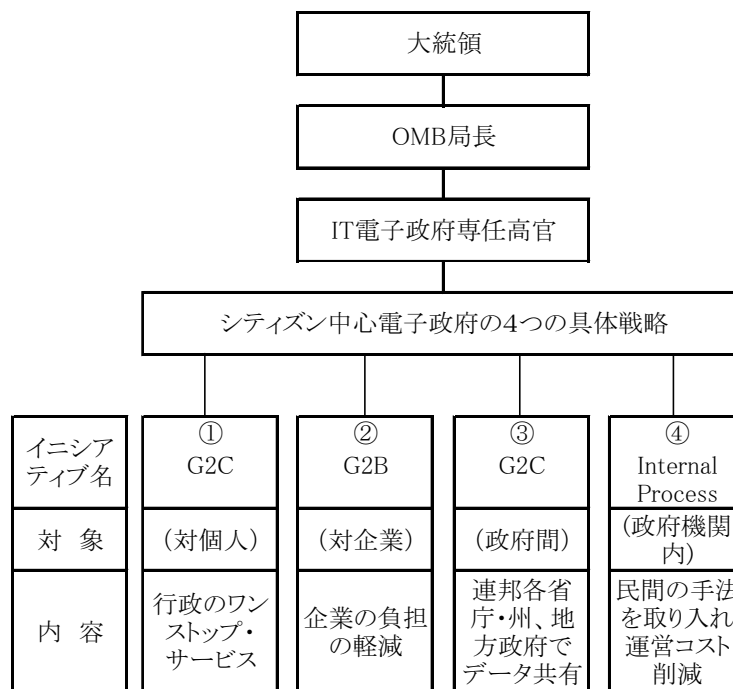 大統領
OMB局長
IT電子政府専任高官
シティズン中心電子政府の4つの具体戦略
イニシア
ティブ名
①
G2C
②
G2B
③
G2C
④
Internal
Process
対 象
(対個人)
(対企業)
(政府間)
(政府機関
内)
内 容
行政のワン
ストップ・
サービス
企業の負担
の軽減
連邦各省
庁・州、地
方政府で
データ共有
民間の手法
を取り入れ
運営コスト
削減